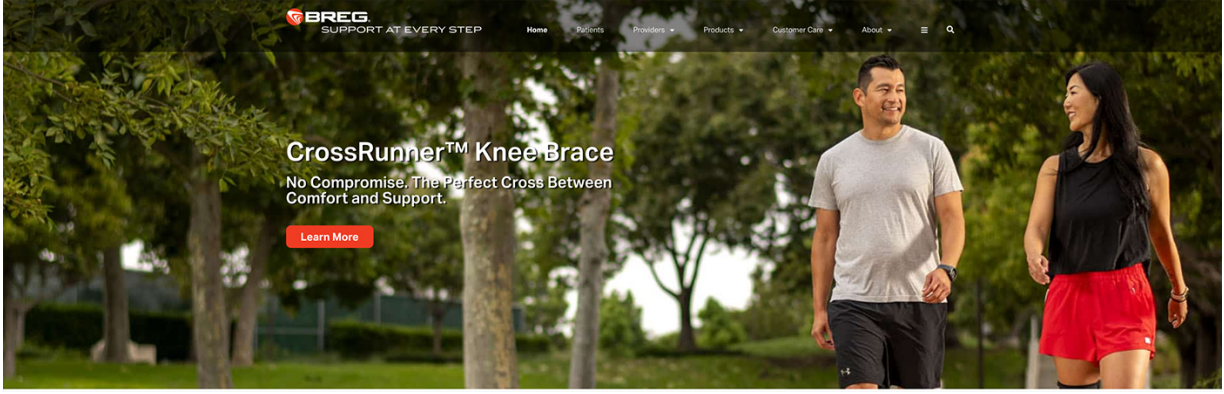 BREG.
SUPPORT AT EVERY STEP
Home Patients Providers Products Customer Care About
CrossRunner™ Knee Brace
No Compromise. The Perfect Cross Between
Comfort and Support.
Learn More